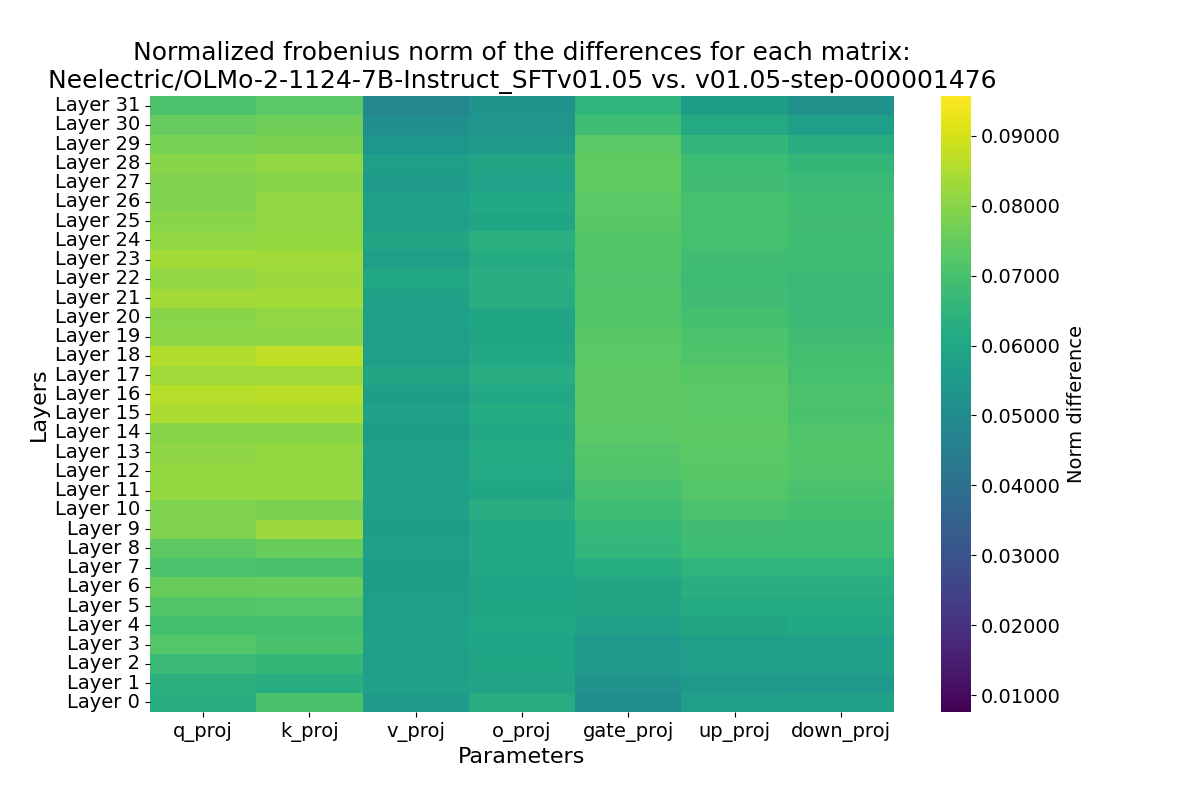 Normalized frobenius norm of the differences for each matrix:
Neelectric/OLMo-2-1124-7B-Instruct_SFTv01.05 vs. v01.05-step-000001476
Layer 31
Layer 30
Layer 29
Layer 28
Layer 27
Layer 26
Layer 25
Layer 24
Layer 23
Layer 22
Layer 21
Layer 20
Layer 19
Layer 18
Layer 17
Layer 16
Layer 15
Layer 14
Layer 13
Layer 12
Layer 11
Layer 10
Layer 9
Layer 8
Layer 7
Layer 6
Layer 5
Layer 4
Layer 3
Layer 2
Layer 1
Layer 0
Layers
q_proj k_proj v_proj o_proj gate_proj up_proj down_proj
Parameters
0.09000
0.08000
0.07000
0.06000
0.05000
0.04000
0.03000
0.02000
0.01000
Norm difference